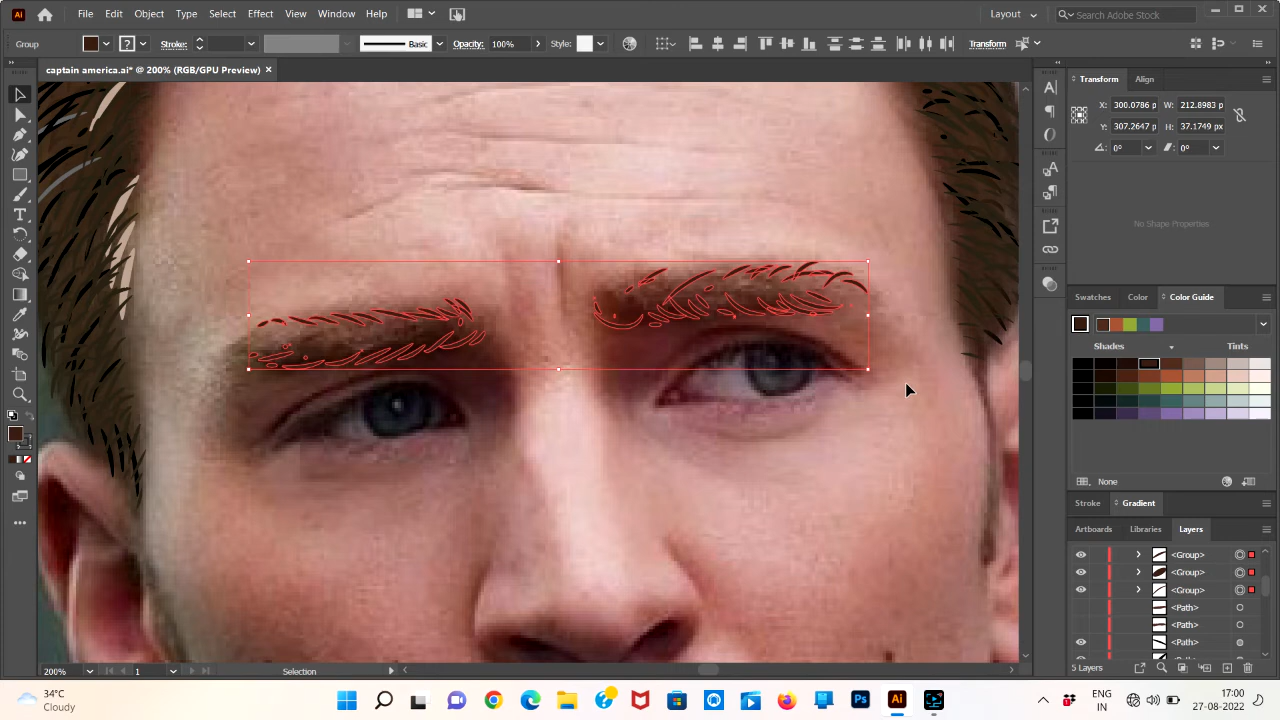 Ai File Edit Object Type Select Effect View Window Help Layout Search Adobe Stock
Group Stroke: Basic Opacity: 100% Style: Transform
captain america.ai* @ 200% (RGB/GPU Preview)
Transform Align
X: 300.0786 p W: 212.8983 p
Y: 307.2647 p H: 37.1749 px
0° 0°
No Shape Properties
Swatches Color Color Guide
Shades Tints
None
Stroke Gradient
Artboards Libraries Layers
<Group>
<Group>
<Group>
<Path>
<Path>
<Path>
5 Layers
200% 1 Selection
34°C
Cloudy
Ps Ai
ENG
IN
17:00
27-08-2022